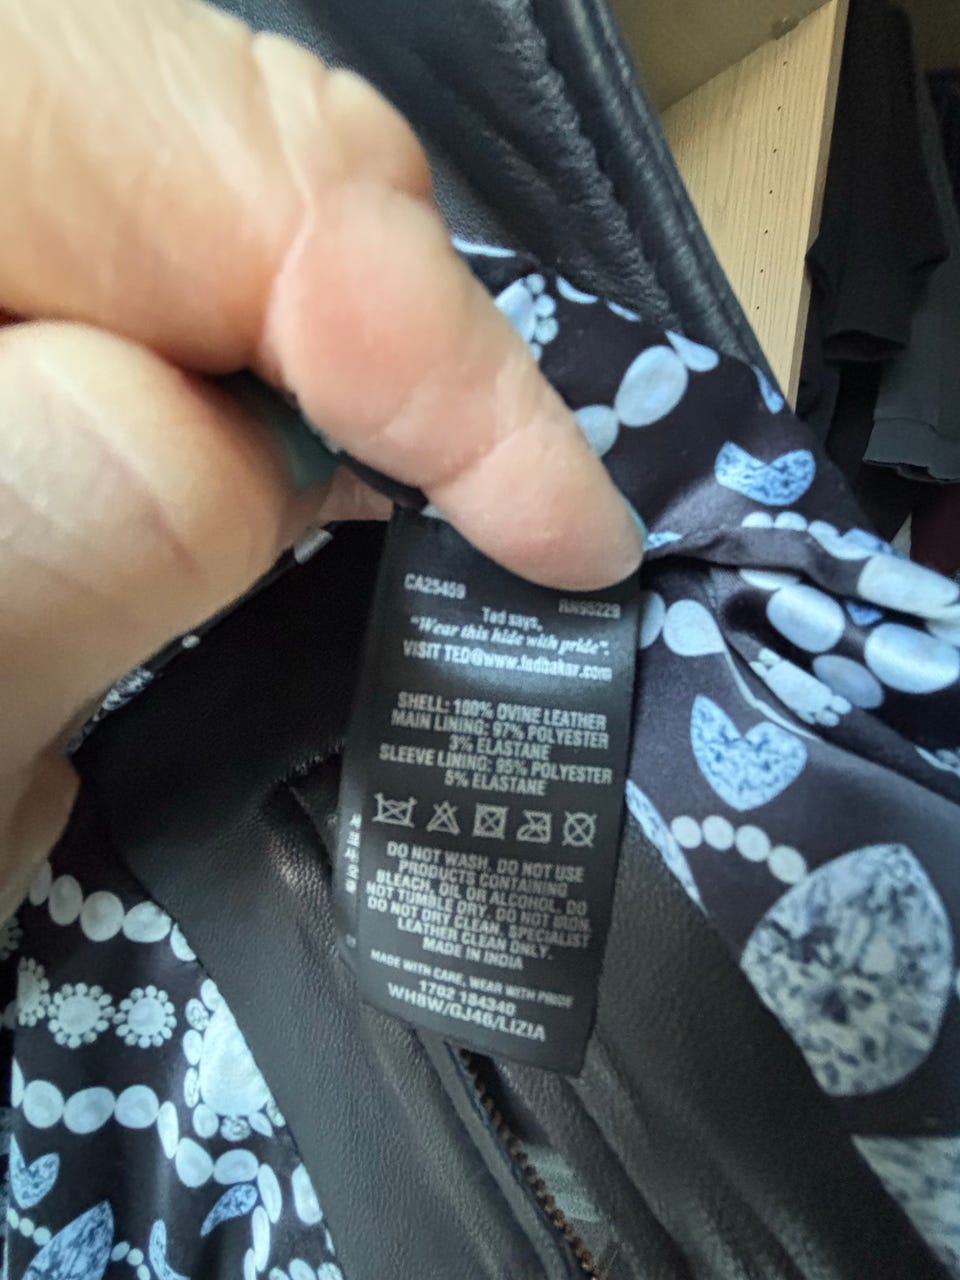 CA25459
RN95229
Ted says,
"Wear this hide with pride".
VISIT TED@www.tedbaker.com
SHELL: 100% OVINE LEATHER
MAIN LINING: 97% POLYESTER
3% ELASTANE
SLEEVE LINING: 95% POLYESTER
5% ELASTANE
DO NOT WASH. DO NOT USE
PRODUCTS CONTAINING
BLEACH, OIL OR ALCOHOL. DO
NOT TUMBLE DRY. DO NOT IRON.
DO NOT DRY CLEAN. SPECIALIST
LEATHER CLEAN ONLY.
MADE IN INDIA
MADE WITH CARE, WEAR WITH PRIDE
1702 184340
WH8W/GJ46/LIZIA